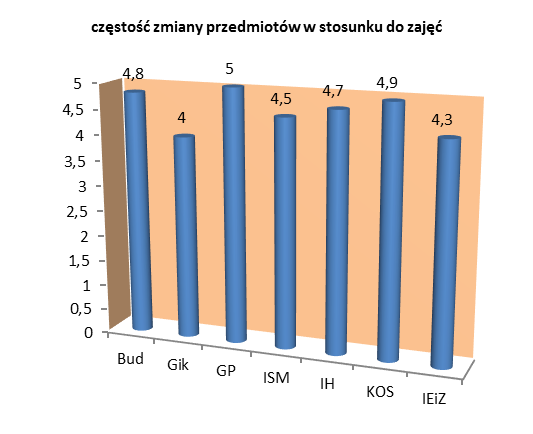 częstość zmiany przedmiotów w stosunku do zajęć
5
4,5
4
3,5
3
2,5
2
1,5
1
0,5
0
4,8
4
5
4,5
4,7
4,9
4,3
Bud
Gik
GP
ISM
IH
KOS
IEiZ